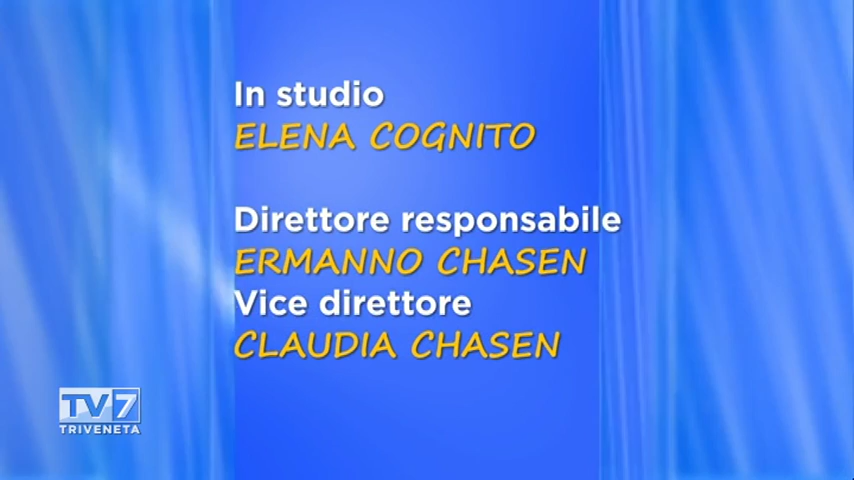 In studio
ELENA COGNITO
Direttore responsabile
ERMANNO CHASEN
Vice direttore
CLAUDIA CHASEN
TV7
TRIVENETA